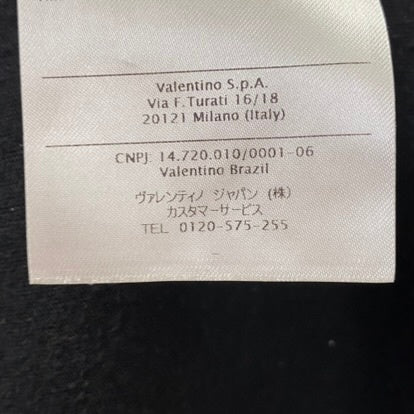 Valentino S.p.A.
Via F. Turati 16/18
20121 Milano (Italy)
CNPJ: 14.720.010/0001-06
Valentino Brazil
ヴァレンティノ ジャパン (株)
カスタマーサービス
TEL 0120-575-255